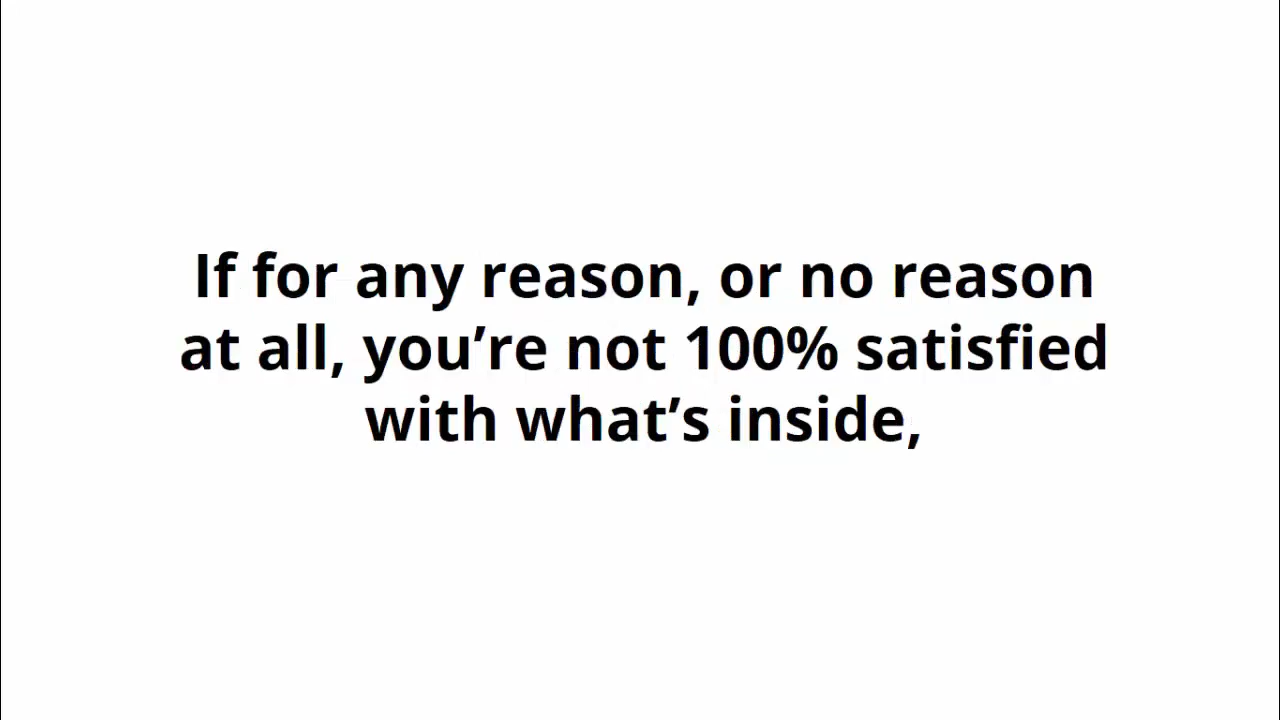 If for any reason, or no reason
at all, you’re not 100% satisfied
with what’s inside,